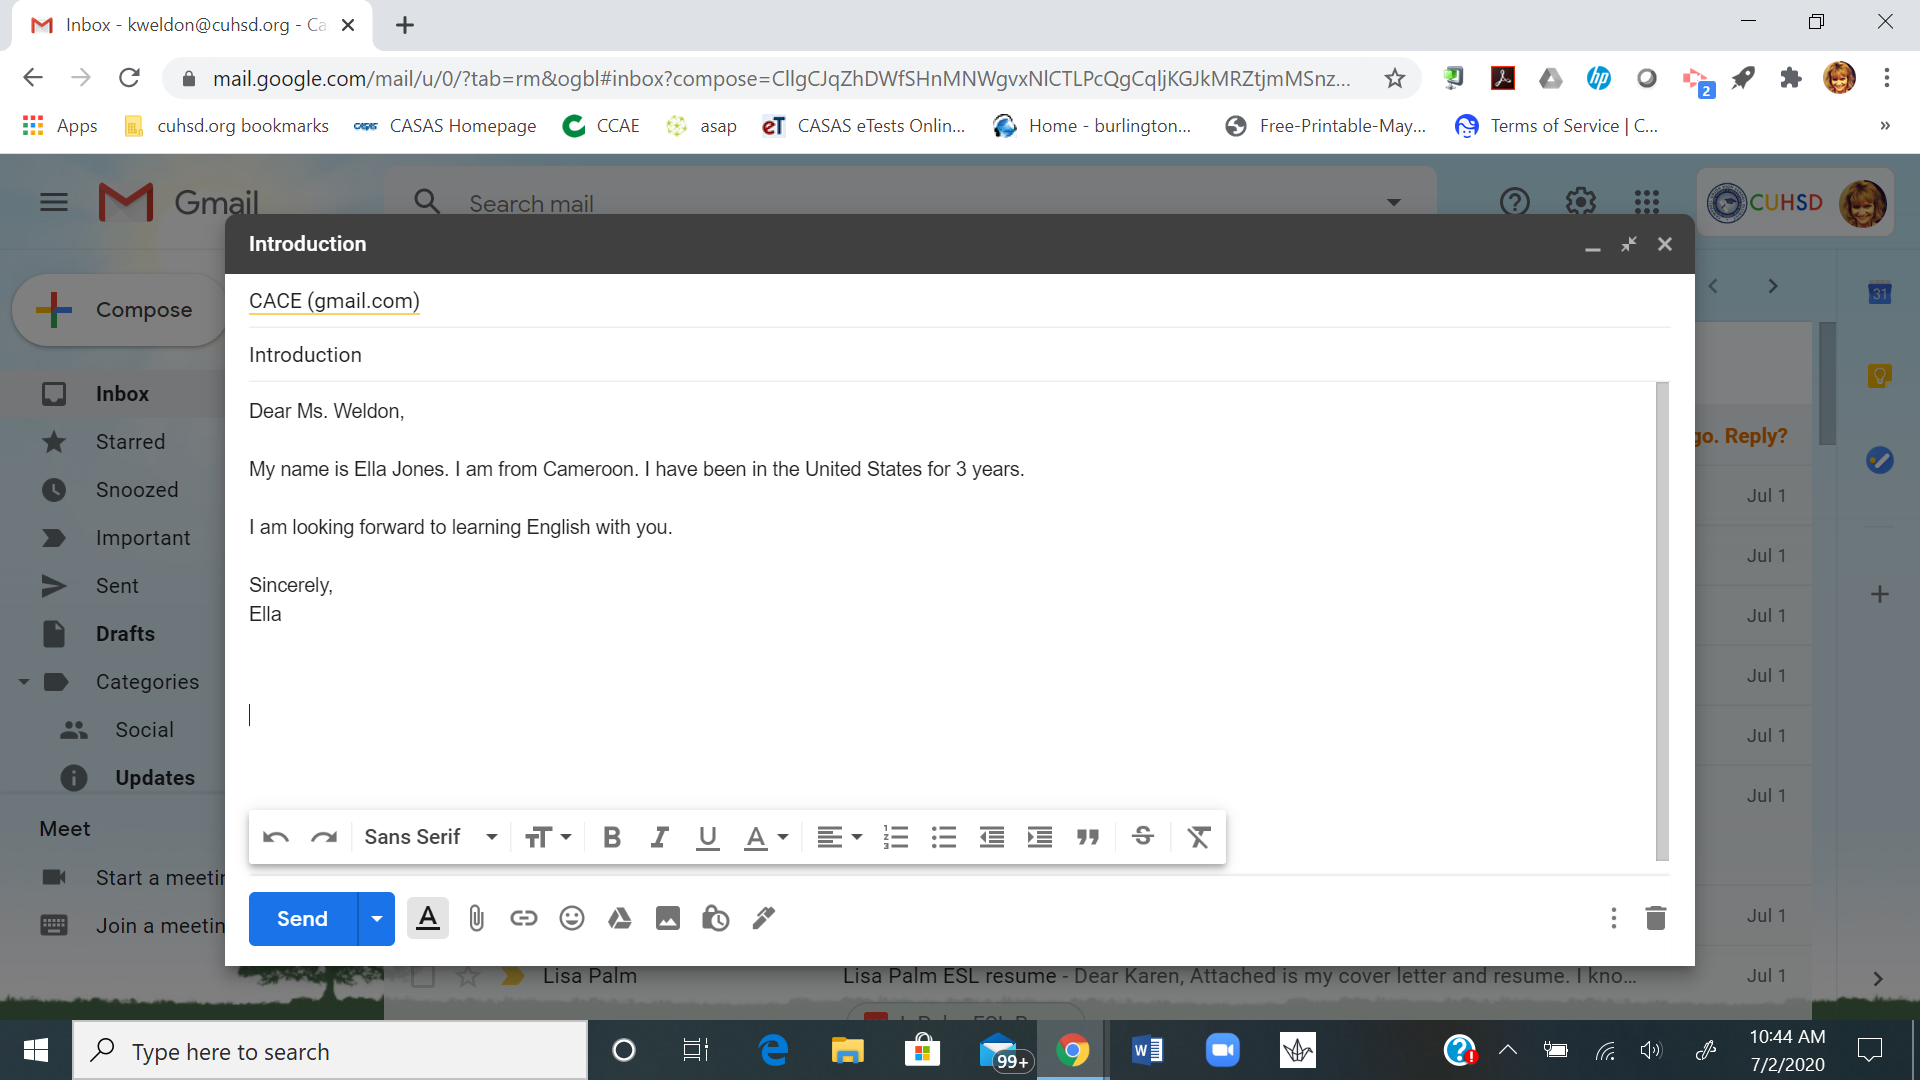 Inbox - kweldon@cuhsd.org - Ca
mail.google.com/mail/u/0/?tab=rm&ogbl#inbox?compose=CllgCJqZhDWfSHnMNWgvxNlCTLPcQgCqljKGJkMRZtjmMSnz...
2
Apps cuhsd.org bookmarks CASAS Homepage CCAE asap CASAS eTests Onlin... Home - burlington... Free-Printable-May... Terms of Service | C... »
Gmail Search mail CUHSD
Introduction
Compose
CACE (gmail.com)
Introduction
31
Inbox
Starred
Snoozed
Important
Sent
Drafts
Categories
Social
Updates
Meet
Start a meetin
Join a meeting
Dear Ms. Weldon,
My name is Ella Jones. I am from Cameroon. I have been in the United States for 3 years.
I am looking forward to learning English with you.
Sincerely,
Ella
go. Reply?
Jul 1
Jul 1
Jul 1
Jul 1
Jul 1
Jul 1
Jul 1
Sans Serif
Send
Lisa Palm Lisa Palm ESL resume - Dear Karen, Attached is my cover letter and resume. I kno... Jul 1
Type here to search
99+
10:44 AM
7/2/2020